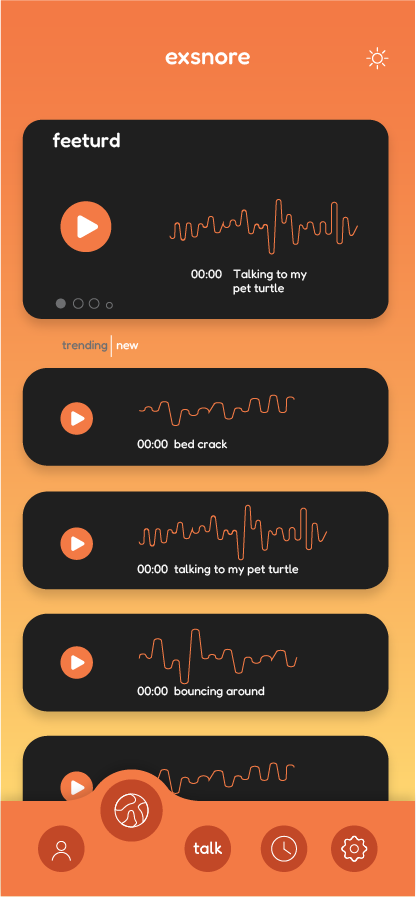 exsnore
feeturd
00:00 Talking to my
pet turtle
trending new
00:00 bed crack
00:00 talking to my pet turtle
00:00 bouncing around
talk